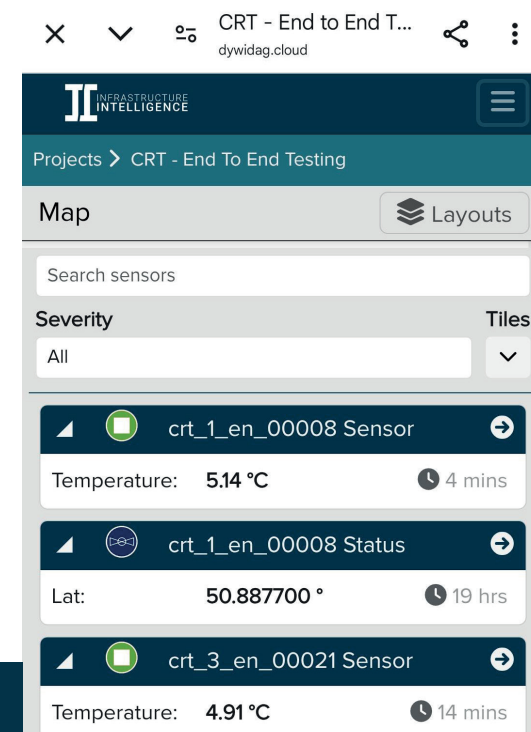 CRT - End to End T...
dywidag.cloud
INFRASTRUCTURE
INTELLIGENCE
Projects > CRT - End To End Testing
Map
Layouts
Search sensors
Severity Tiles
All
crt_1_en_00008 Sensor
Temperature: 5.14 °C 4 mins
crt_1_en_00008 Status
Lat: 50.887700 ° 19 hrs
crt_3_en_00021 Sensor
Temperature: 4.91 °C 14 mins